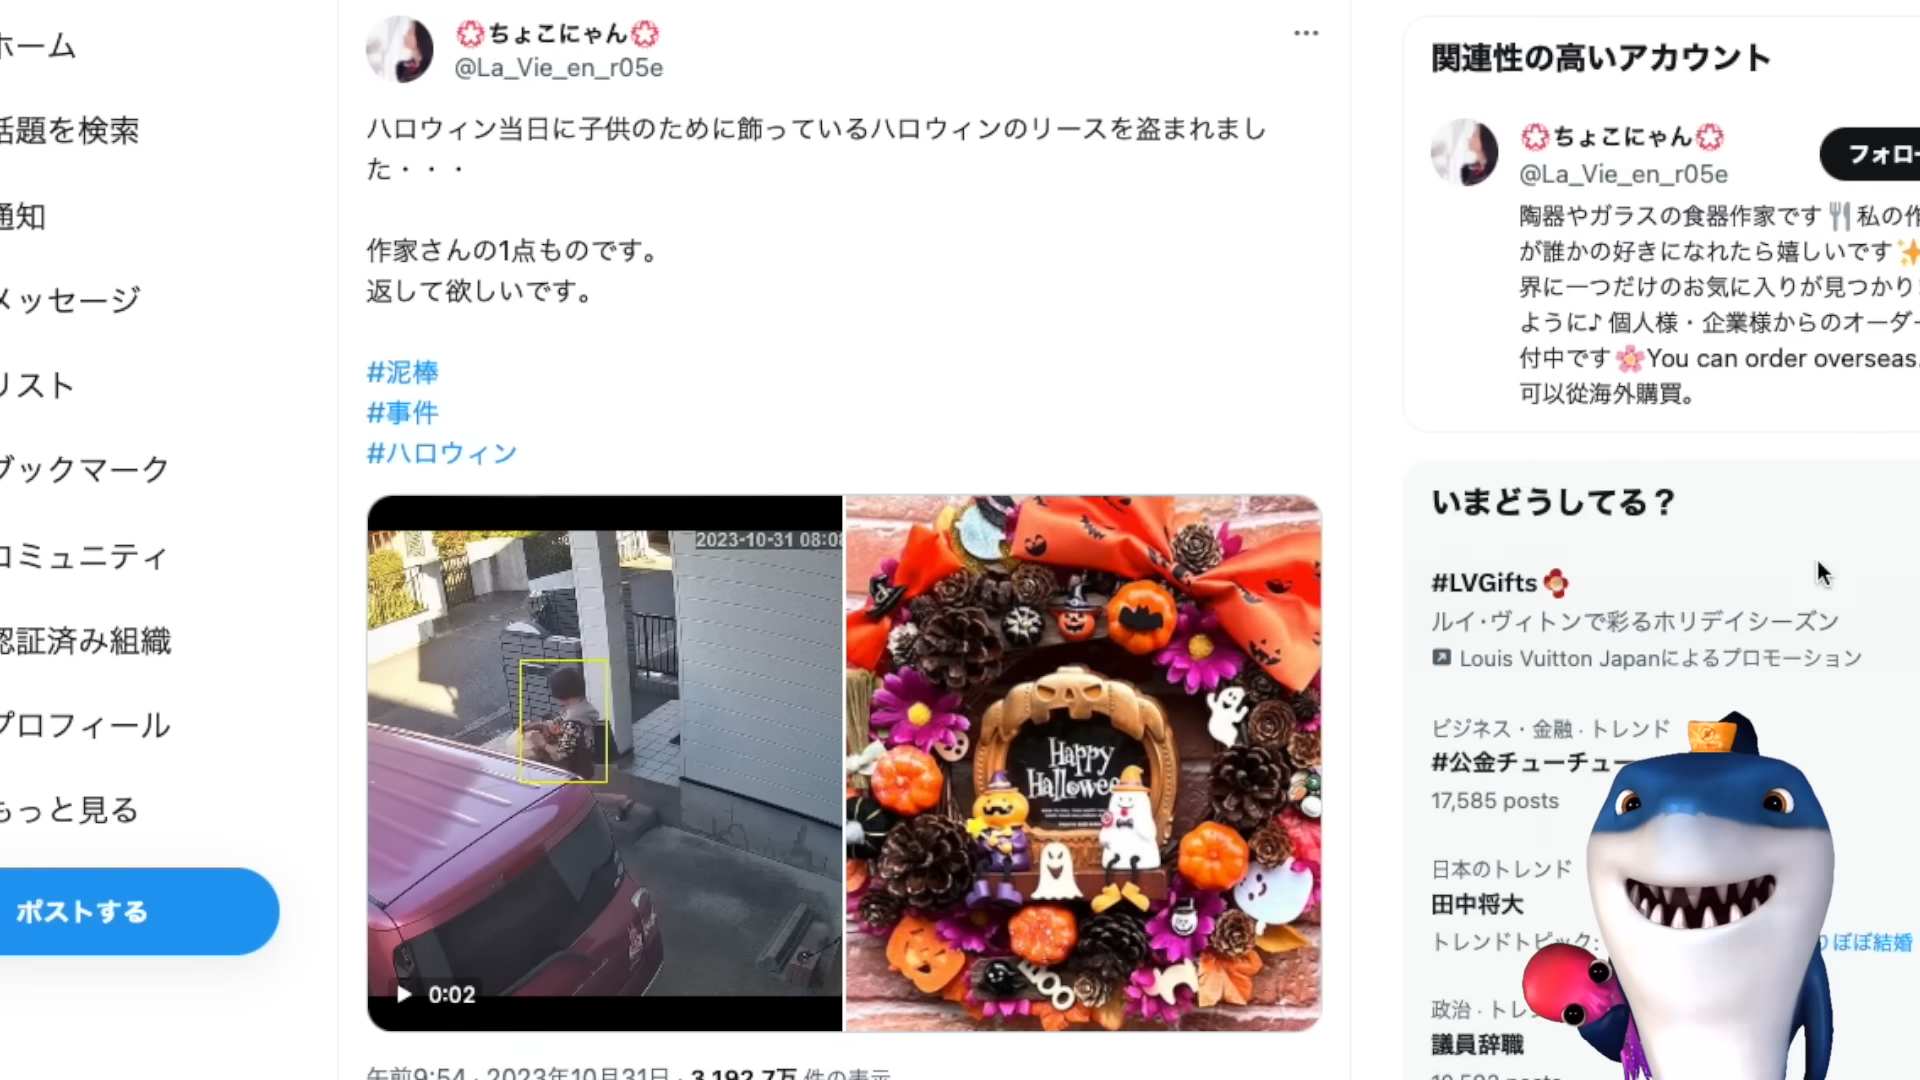 ホーム
話題を検索
通知
メッセージ
リスト
ブックマーク
コミュニティ
認証済み組織
プロフィール
もっと見る
ポストする
ちょこにゃん
@La_Vie_en_r05e
ハロウィン当日に子供のために飾っているハロウィンのリースを盗まれまし
た・・・
作家さんの1点ものです。
返して欲しいです。
#泥棒
#事件
#ハロウィン
2023-10-31 08:08
0:02
Happy
Hallowee
BOO
午前9:54 · 2023年10月31日 · 3,192.7万 件の表示
関連性の高いアカウント
ちょこにゃん
@La_Vie_en_r05e
フォロー
陶器やガラスの食器作家です🍴私の作
が誰かの好きになれたら嬉しいです✨
界に一つだけのお気に入りが見つかり
ように♪ 個人様・企業様からのオーダー
付中です🌸You can order overseas.
可以從海外購買。
いまどうしてる？
#LVGifts
ルイ·ヴィトンで彩るホリデイシーズン
Louis Vuitton Japanによるプロモーション
ビジネス・金融 · トレンド
#公金チューチュー
17,585 posts
日本のトレンド
田中将大
トレンドトピック:
りぽぽ結婚
政治 · トレ
議員辞職